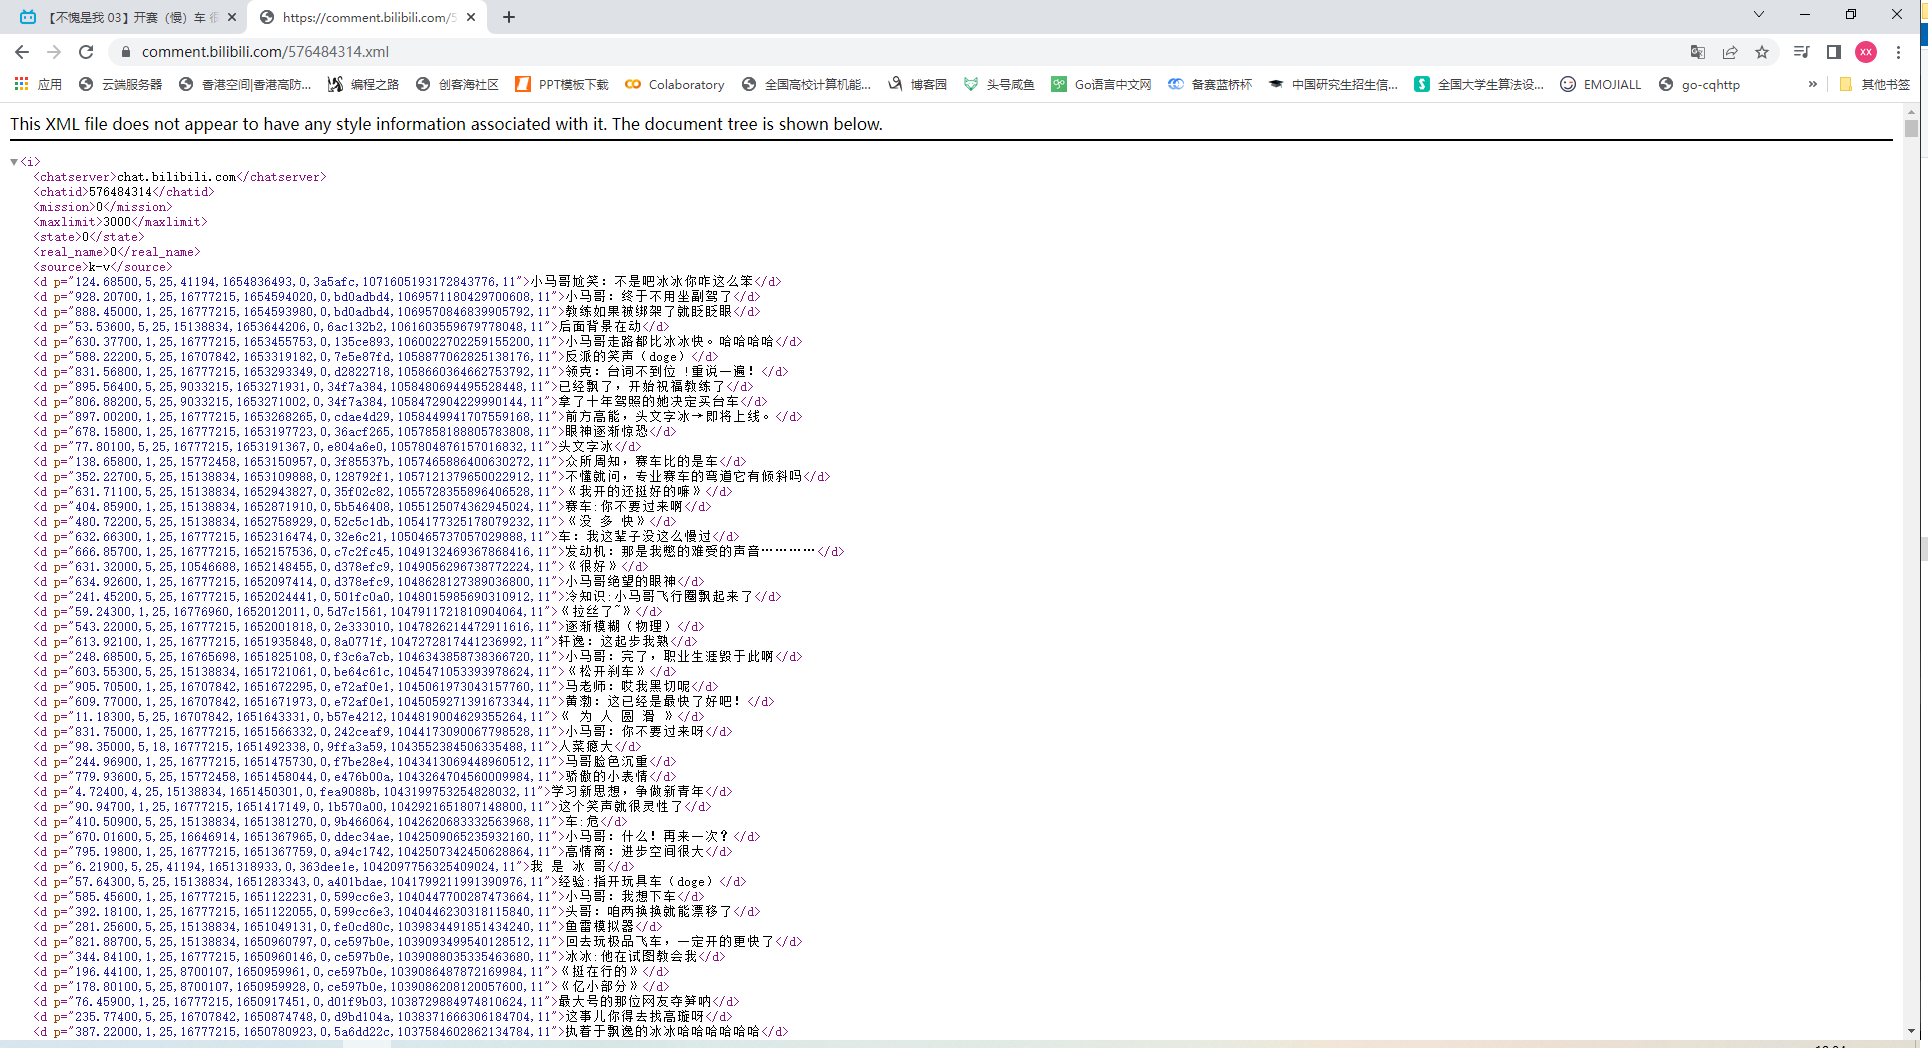 【不愧是我 03】开赛（慢）车 很
https://comment.bilibili.com/5
comment.bilibili.com/576484314.xml
XX
应用 云端服务器 香港空间|香港高防... 编程之路 创客海社区 PPT模板下载 Colaboratory 全国高校计算机能... 博客园 头号咸鱼 Go语言中文网 备赛蓝桥杯 中国研究生招生信... 全国大学生算法设... EMOJIALL go-cqhttp » 其他书签
This XML file does not appear to have any style information associated with it. The document tree is shown below.
▼<i>
<chatserver>chat.bilibili.com</chatserver>
<chatid>576484314</chatid>
<mission>0</mission>
<maxlimit>3000</maxlimit>
<state>0</state>
<real_name>0</real_name>
<source>k-v</source>
<d p="124.68500,5,25,41194,1654836493,0,3a5afc,1071605193172843776,11">小马哥尬笑：不是吧冰冰你咋这么笨</d>
<d p="928.20700,1,25,16777215,1654594020,0,bd0adbd4,1069571180429700608,11">小马哥：终于不用坐副驾了</d>
<d p="888.45000,1,25,16777215,1654593980,0,bd0adbd4,1069570846839905792,11">教练如果被绑架了就眨眨眼</d>
<d p="53.53600,5,25,15138834,1653644206,0,6ac132b2,1061603559679778048,11">后面背景在动</d>
<d p="630.37700,1,25,16777215,1653455753,0,135ce893,1060022702259155200,11">小马哥走路都比冰冰快。哈哈哈哈</d>
<d p="588.22200,5,25,16707842,1653319182,0,7e5e87fd,1058877062825138176,11">反派的笑声（doge）</d>
<d p="831.56800,1,25,16777215,1653293349,0,d2822718,1058660364662753792,11">领克：台词不到位 !重说一遍！</d>
<d p="895.56400,5,25,9033215,1653271931,0,34f7a384,1058480694495528448,11">已经飘了，开始祝福教练了</d>
<d p="806.88200,5,25,9033215,1653271002,0,34f7a384,1058472904229990144,11">拿了十年驾照的她决定买台车</d>
<d p="897.00200,1,25,16777215,1653268265,0,cdae4d29,1058449941707559168,11">前方高能，头文字冰→即将上线。</d>
<d p="678.15800,1,25,16777215,1653197723,0,36acf265,1057858188805783808,11">眼神逐渐惊恐</d>
<d p="77.80100,5,25,16777215,1653191367,0,e804a6e0,1057804876157016832,11">头文字冰</d>
<d p="138.65800,1,25,15772458,1653150957,0,3f85537b,1057465886400630272,11">众所周知，赛车比的是车</d>
<d p="352.22700,5,25,15138834,1653109888,0,128792f1,1057121379650022912,11">不懂就问，专业赛车的弯道它有倾斜吗</d>
<d p="631.71100,5,25,15138834,1652943827,0,35f02c82,1055728355896406528,11">《我开的还挺好的嘛》</d>
<d p="404.85900,1,25,15138834,1652871910,0,5b546408,1055125074362945024,11">赛车:你不要过来啊</d>
<d p="480.72200,5,25,15138834,1652758929,0,52c5c1db,1054177325178079232,11">《没 多 快》</d>
<d p="632.66300,1,25,16777215,1652316474,0,32e6c21,1050465737057029888,11">车：我这辈子没这么慢过</d>
<d p="666.85700,1,25,16777215,1652157536,0,c7c2fc45,1049132469367868416,11">发动机：那是我憋的难受的声音…………</d>
<d p="631.32000,5,25,10546688,1652148455,0,d378efc9,1049056296738772224,11">《很好》</d>
<d p="634.92600,1,25,16777215,1652097414,0,d378efc9,1048628127389036800,11">小马哥绝望的眼神</d>
<d p="241.45200,5,25,16777215,1652024441,0,501fc0a0,1048015985690310912,11">冷知识:小马哥飞行圈飘起来了</d>
<d p="59.24300,1,25,16776960,1652012011,0,5d7c1561,1047911721810904064,11">《拉丝了~》</d>
<d p="543.22000,5,25,16777215,1652001818,0,2e333010,1047826214472911616,11">逐渐模糊（物理）</d>
<d p="613.92100,1,25,16777215,1651935848,0,8a0771f,1047272817441236992,11">轩逸：这起步我熟</d>
<d p="248.68500,5,25,16765698,1651825108,0,f3c6a7cb,1046343858738366720,11">小马哥：完了，职业生涯毁于此啊</d>
<d p="603.55300,5,25,15138834,1651721061,0,be64c61c,1045471053393978624,11">《松开刹车》</d>
<d p="905.70500,1,25,16707842,1651672295,0,e72af0e1,1045061973043157760,11">马老师：哎我黑切呢</d>
<d p="609.77000,1,25,16707842,1651671973,0,e72af0e1,1045059271391673344,11">黄渤：这已经是最快了好吧！</d>
<d p="11.18300,5,25,16707842,1651643331,0,b57e4212,1044819004629355264,11">《 为 人 圆 滑 》</d>
<d p="831.75000,1,25,16777215,1651566332,0,242ceaf9,1044173090067798528,11">小马哥：你不要过来呀</d>
<d p="98.35000,5,18,16777215,1651492338,0,9ffa3a59,1043552384506335488,11">人菜瘾大</d>
<d p="244.96900,1,25,16777215,1651475730,0,f7be28e4,1043413069448960512,11">马哥脸色沉重</d>
<d p="779.93600,5,25,15772458,1651458044,0,e476b00a,1043264704560009984,11">骄傲的小表情</d>
<d p="4.72400,4,25,15138834,1651450301,0,fea9088b,1043199753254828032,11">学习新思想，争做新青年</d>
<d p="90.94700,1,25,16777215,1651417149,0,1b570a00,1042921651807148800,11">这个笑声就很灵性了</d>
<d p="410.50900,5,25,15138834,1651381270,0,9b466064,1042620683332563968,11">车:危</d>
<d p="670.01600,5,25,16646914,1651367965,0,ddec34ae,1042509065235932160,11">小马哥：什么！再来一次？</d>
<d p="795.19800,1,25,16777215,1651367759,0,a94c1742,1042507342450628864,11">高情商：进步空间很大</d>
<d p="6.21900,5,25,41194,1651318933,0,363dee1e,1042097756325409024,11">我 是 冰 哥</d>
<d p="57.64300,5,25,15138834,1651283343,0,a401bdae,1041799211991390976,11">经验:指开玩具车（doge）</d>
<d p="585.45600,1,25,16777215,1651122231,0,599cc6e3,1040447700287473664,11">小马哥：我想下车</d>
<d p="392.18100,1,25,16777215,1651122055,0,599cc6e3,1040446230318115840,11">头哥：咱两换换就能漂移了</d>
<d p="281.25600,5,25,15138834,1651049131,0,fe0cd80c,1039834491851434240,11">鱼雷模拟器</d>
<d p="821.88700,5,25,15138834,1650960797,0,ce597b0e,1039093499540128512,11">回去玩极品飞车，一定开的更快了</d>
<d p="344.84100,1,25,16777215,1650960146,0,ce597b0e,1039088035335463680,11">冰冰:他在试图教会我</d>
<d p="196.44100,1,25,8700107,1650959961,0,ce597b0e,1039086487872169984,11">《挺在行的》</d>
<d p="178.80100,5,25,8700107,1650959928,0,ce597b0e,1039086208120057600,11">《亿小部分》</d>
<d p="76.45900,1,25,16777215,1650917451,0,d01f9b03,1038729884974810624,11">最大号的那位网友夺笋呐</d>
<d p="235.77400,5,25,16707842,1650874748,0,d9bd104a,1038371666306184704,11">这事儿你得去找高璇呀</d>
<d p="387.22000,1,25,16777215,1650780923,0,5a6dd22c,1037584602862134784,11">执着于飘逸的冰冰哈哈哈哈哈哈</d>